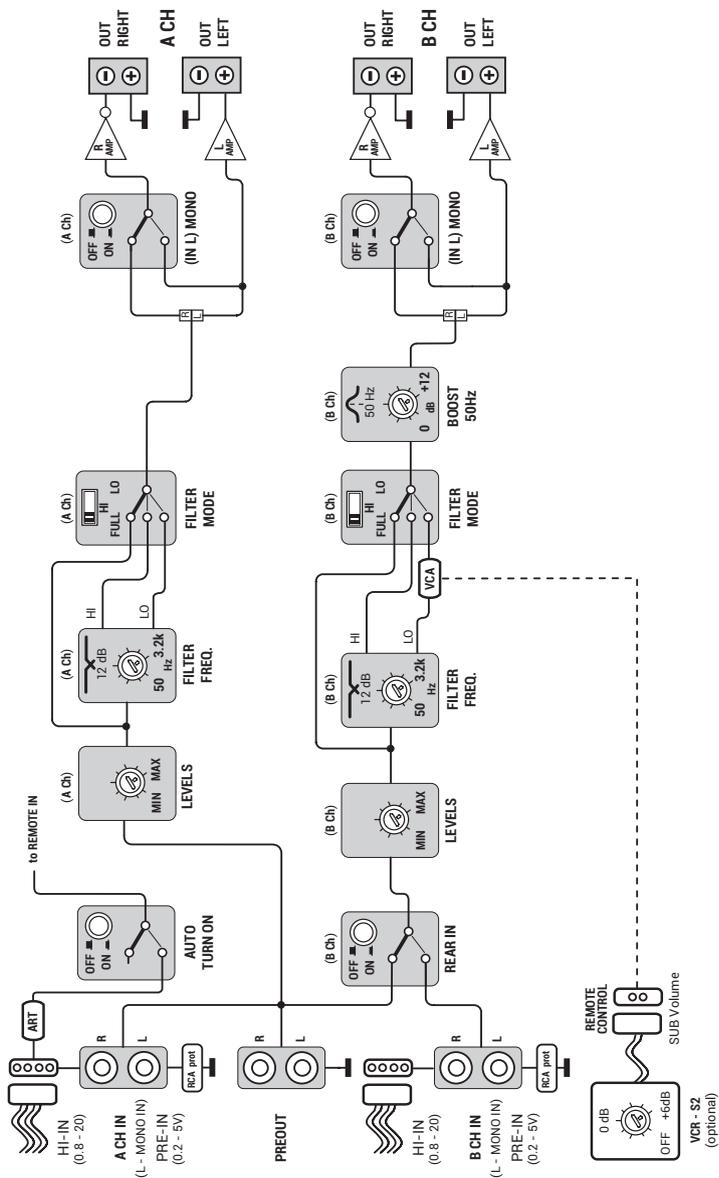 HI-IN
(0.8 - 20)
A CH IN
(L - MONO IN)
PRE-IN
(0.2 - 5V)
R
L
RCA prot
ART
OFF
ON
AUTO
TURN ON
to REMOTE IN
PREOUT
R
L
(A Ch)
MIN MAX
LEVELS
(A Ch)
12 dB
50 3.2k
Hz
FILTER
FREQ.
HI
LO
(A Ch)
HI
FULL LO
FILTER
MODE
R
L
(A Ch)
OFF
ON
(IN L) MONO
R
AMP
L
AMP
OUT
RIGHT
A CH
OUT
LEFT
HI-IN
(0.8 - 20)
B CH IN
(L - MONO IN)
PRE-IN
(0.2 - 5V)
R
L
RCA prot
(B Ch)
OFF
ON
REAR IN
(B Ch)
MIN MAX
LEVELS
(B Ch)
12 dB
50 3.2k
Hz
FILTER
FREQ.
HI
LO
VCA
(B Ch)
HI
FULL LO
FILTER
MODE
(B Ch)
50 Hz
0 dB +12
BOOST
50Hz
R
L
(B Ch)
OFF
ON
(IN L) MONO
R
AMP
L
AMP
OUT
RIGHT
B CH
OUT
LEFT
0 dB
OFF +6dB
VCR - S2
(optional)
REMOTE
CONTROL
SUB Volume